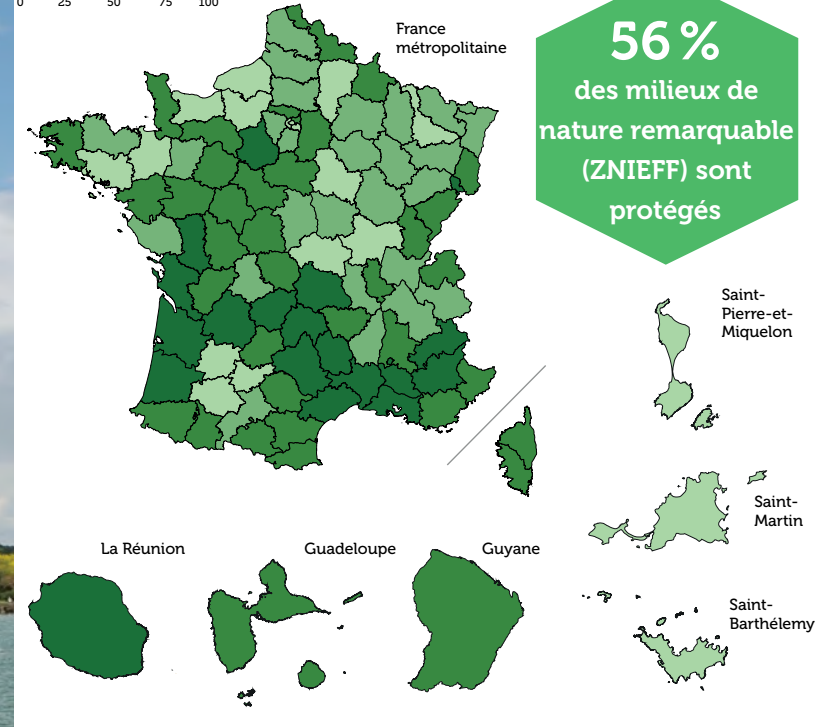 0 25 50 75 100
France
métropolitaine
56 %
des milieux de
nature remarquable
(ZNIEFF) sont
protégés
Saint-
Pierre-et-
Miquelon
Saint-
Martin
La Réunion
Guadeloupe
Guyane
Saint-
Barthélemy